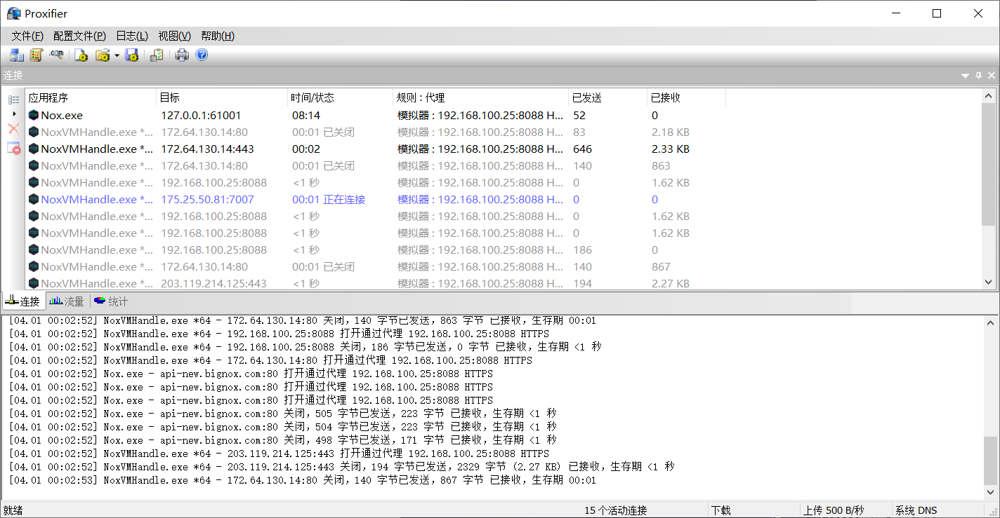 Proxifier
文件(F) 配置文件(P) 日志(L) 视图(V) 帮助(H)
连接
应用程序 目标 时间/状态 规则 : 代理 已发送 已接收
Nox.exe 127.0.0.1:61001 08:14 模拟器 : 192.168.100.25:8088 H... 52 0
NoxVMHandle.exe *... 172.64.130.14:80 00:01 已关闭 模拟器 : 192.168.100.25:8088 H... 83 2.18 KB
NoxVMHandle.exe *... 172.64.130.14:443 00:02 模拟器 : 192.168.100.25:8088 H... 646 2.33 KB
NoxVMHandle.exe *... 172.64.130.14:80 00:01 已关闭 模拟器 : 192.168.100.25:8088 H... 140 863
NoxVMHandle.exe *... 192.168.100.25:8088 <1 秒 模拟器 : 192.168.100.25:8088 H... 0 1.62 KB
NoxVMHandle.exe *... 175.25.50.81:7007 00:01 正在连接 模拟器 : 192.168.100.25:8088 H... 0 0
NoxVMHandle.exe *... 192.168.100.25:8088 <1 秒 模拟器 : 192.168.100.25:8088 H... 0 1.62 KB
NoxVMHandle.exe *... 192.168.100.25:8088 <1 秒 模拟器 : 192.168.100.25:8088 H... 0 1.62 KB
NoxVMHandle.exe *... 192.168.100.25:8088 <1 秒 模拟器 : 192.168.100.25:8088 H... 186 0
NoxVMHandle.exe *... 172.64.130.14:80 00:01 已关闭 模拟器 : 192.168.100.25:8088 H... 140 867
NoxVMHandle.exe *... 203.119.214.125:443 <1 秒 模拟器 : 192.168.100.25:8088 H... 194 2.27 KB
连接 流量 统计
[04.01 00:02:52] NoxVMHandle.exe *64 - 172.64.130.14:80 关闭，140 字节已发送，863 字节 已接收，生存期 00:01
[04.01 00:02:52] NoxVMHandle.exe *64 - 192.168.100.25:8088 打开通过代理 192.168.100.25:8088 HTTPS
[04.01 00:02:52] NoxVMHandle.exe *64 - 192.168.100.25:8088 关闭，186 字节已发送，0 字节 已接收，生存期 <1 秒
[04.01 00:02:52] NoxVMHandle.exe *64 - 172.64.130.14:80 打开通过代理 192.168.100.25:8088 HTTPS
[04.01 00:02:52] Nox.exe - api-new.bignox.com:80 打开通过代理 192.168.100.25:8088 HTTPS
[04.01 00:02:52] Nox.exe - api-new.bignox.com:80 打开通过代理 192.168.100.25:8088 HTTPS
[04.01 00:02:52] Nox.exe - api-new.bignox.com:80 打开通过代理 192.168.100.25:8088 HTTPS
[04.01 00:02:52] Nox.exe - api-new.bignox.com:80 关闭，505 字节已发送，223 字节 已接收，生存期 <1 秒
[04.01 00:02:52] Nox.exe - api-new.bignox.com:80 关闭，504 字节已发送，223 字节 已接收，生存期 <1 秒
[04.01 00:02:52] Nox.exe - api-new.bignox.com:80 关闭，498 字节已发送，171 字节 已接收，生存期 <1 秒
[04.01 00:02:52] NoxVMHandle.exe *64 - 203.119.214.125:443 打开通过代理 192.168.100.25:8088 HTTPS
[04.01 00:02:52] NoxVMHandle.exe *64 - 203.119.214.125:443 关闭，194 字节已发送，2329 字节 (2.27 KB) 已接收，生存期 <1 秒
[04.01 00:02:53] NoxVMHandle.exe *64 - 172.64.130.14:80 关闭，140 字节已发送，867 字节 已接收，生存期 00:01
就绪 15 个活动连接 下载 上传 500 B/秒 系统 DNS